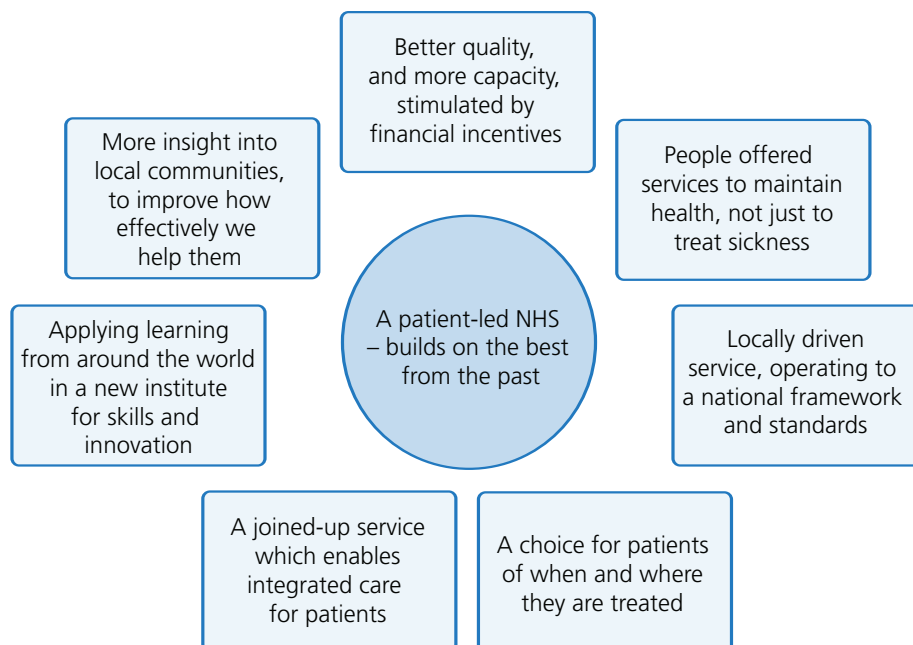 Better quality,
and more capacity,
stimulated by
financial incentives
More insight into
local communities,
to improve how
effectively we
help them
People offered
services to maintain
health, not just to
treat sickness
A patient-led NHS
– builds on the best
from the past
Applying learning
from around the world
in a new institute
for skills and
innovation
Locally driven
service, operating to
a national framework
and standards
A joined-up service
which enables
integrated care
for patients
A choice for patients
of when and where
they are treated